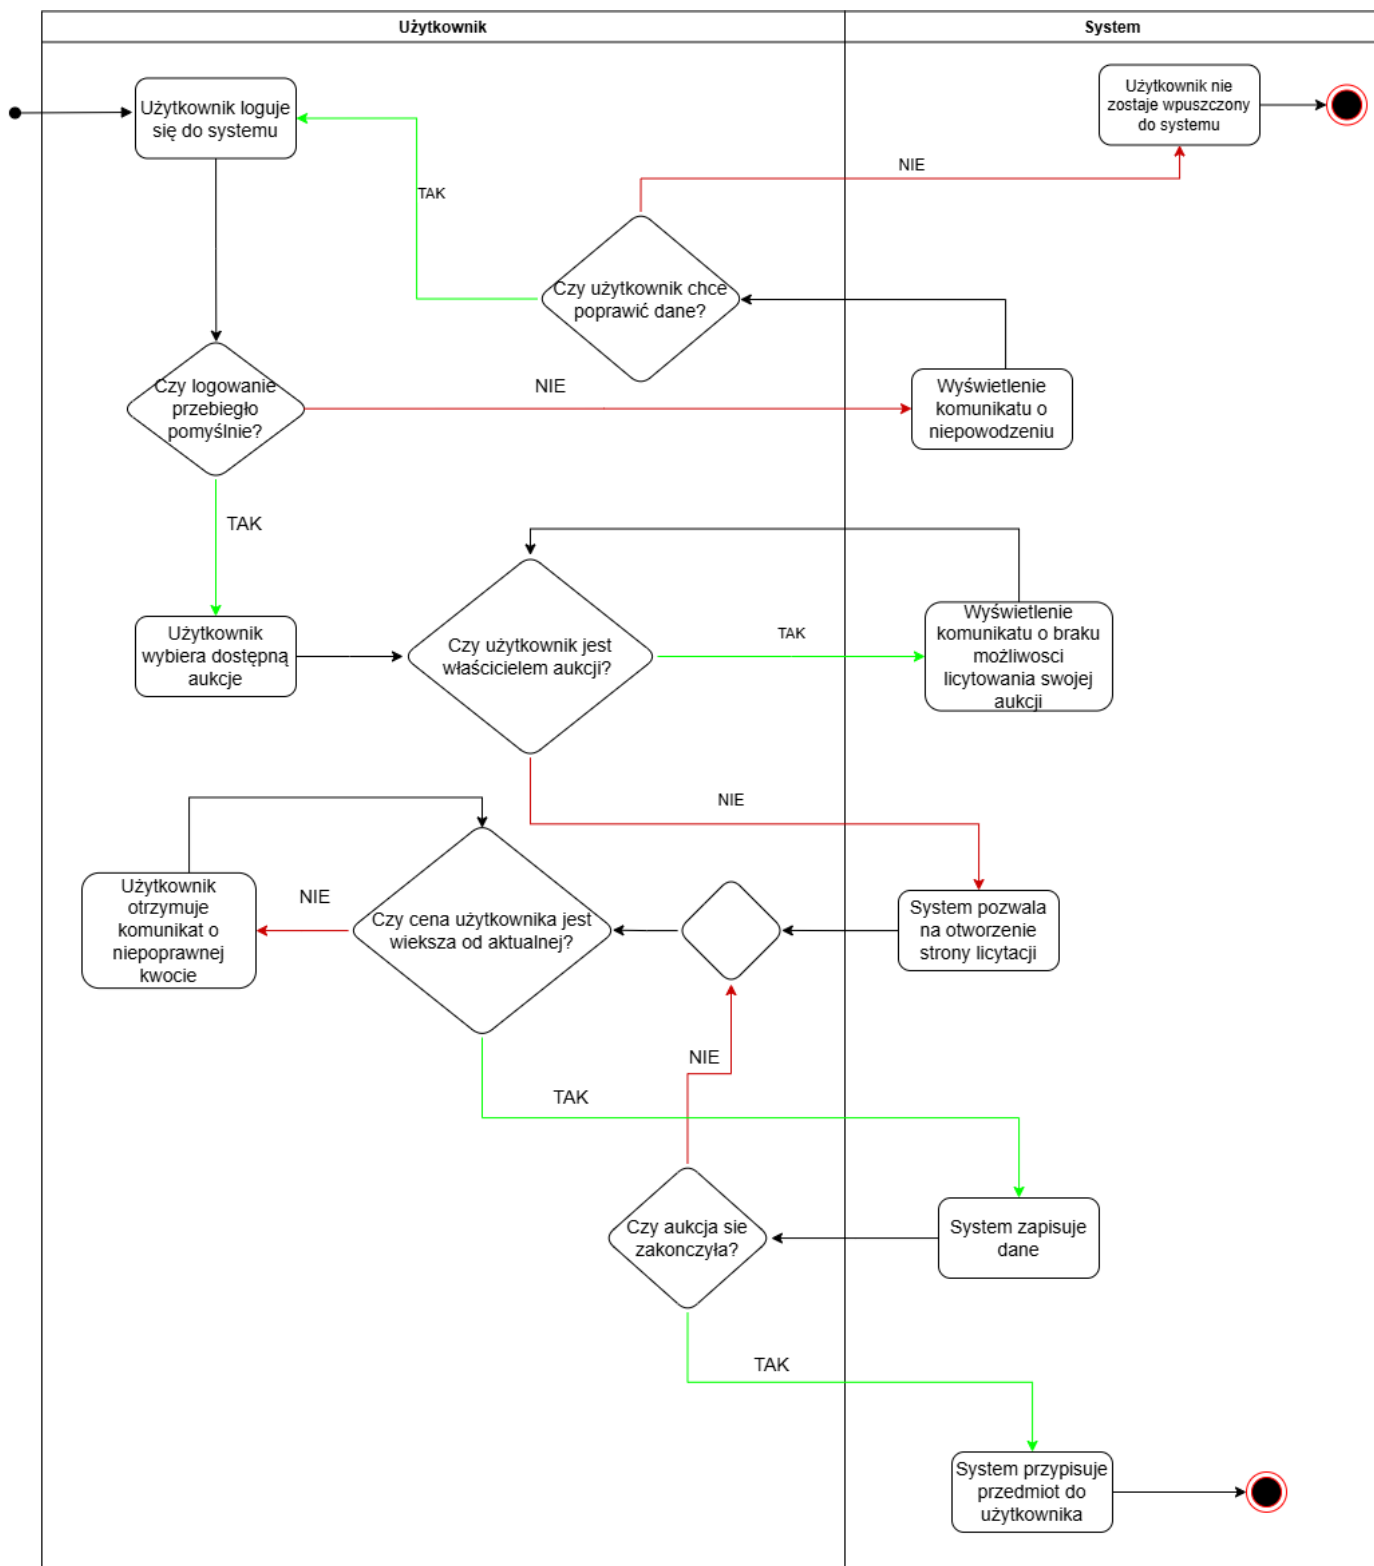 Użytkownik
System
Użytkownik loguje
się do systemu
Użytkownik nie
zostaje wpuszczony
do systemu
NIE
TAK
Czy użytkownik chce
poprawić dane?
Czy logowanie
przebiegło
pomyślnie?
NIE
Wyświetlenie
komunikatu o
niepowodzeniu
TAK
Użytkownik
wybiera dostępną
aukcje
Czy użytkownik jest
właścicielem aukcji?
TAK
Wyświetlenie
komunikatu o braku
możliwosci
licytowania swojej
aukcji
NIE
Użytkownik
otrzymuje
komunikat o
niepoprawnej
kwocie
NIE
Czy cena użytkownika jest
wieksza od aktualnej?
System pozwala
na otworzenie
strony licytacji
NIE
TAK
Czy aukcja sie
zakonczyła?
System zapisuje
dane
TAK
System przypisuje
przedmiot do
użytkownika